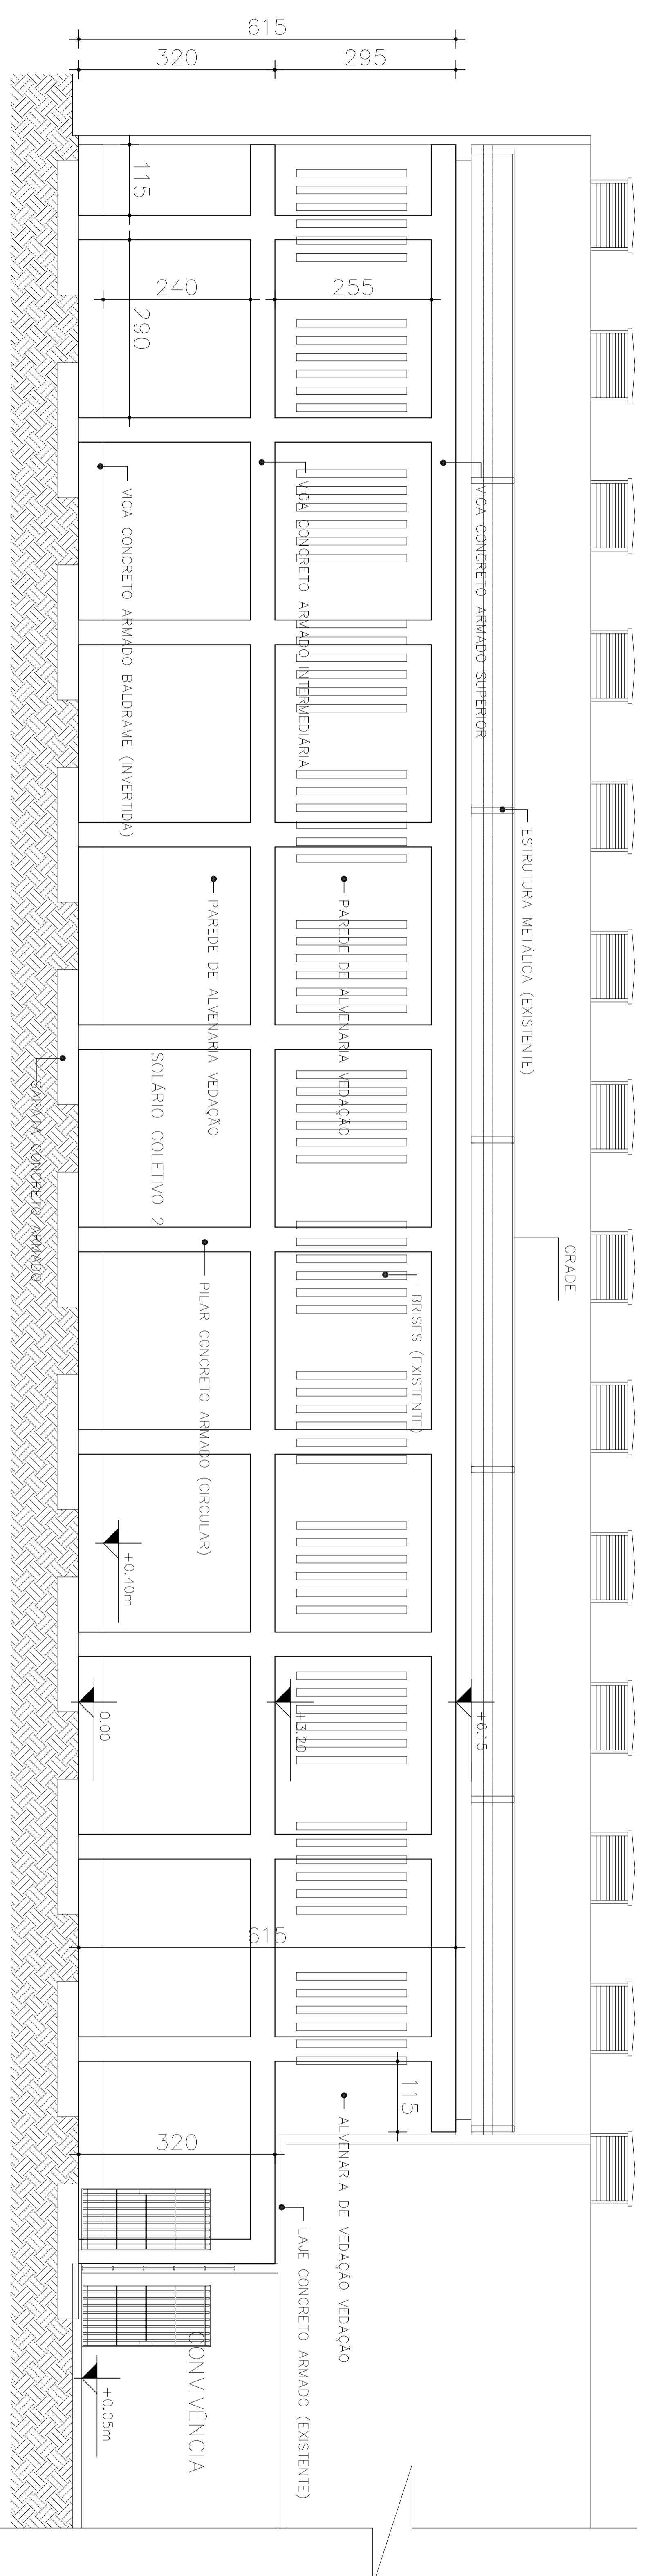 615
320
295
115
240
255
290
VIGA CONCRETO ARMADO SUPERIOR
VIGA CONCRETO ARMADO INTERMEDIÁRIA
VIGA CONCRETO ARMADO BALDRAME (INVERTIDA)
ESTRUTURA METÁLICA (EXISTENTE)
PAREDE DE ALVENARIA VEDAÇÃO
PAREDE DE ALVENARIA VEDAÇÃO
SOLÁRIO COLETIVO 2
SAPATA CONCRETO ARMADO
GRADE
BRISES (EXISTENTE)
PILAR CONCRETO ARMADO (CIRCULAR)
+0.40m
+6.15
+3.20
0.00
615
115
320
ALVENARIA DE VEDAÇÃO VEDAÇÃO
LAJE CONCRETO ARMADO (EXISTENTE)
CONVIVÊNCIA
+0.05m